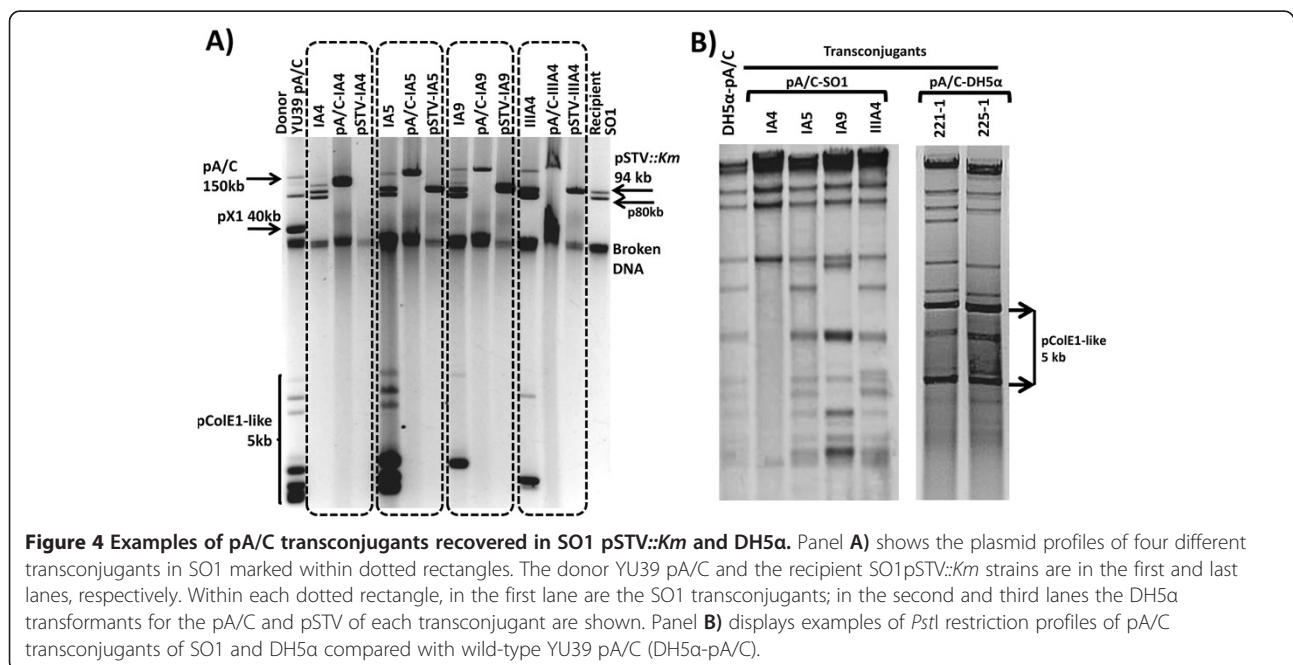 A)
Donor
YU39 pA/C
IA4
pA/C-IA4
pSTV-IA4
IA5
pA/C-IA5
pSTV-IA5
IA9
pA/C-IA9
pSTV-IA9
IIIA4
pA/C-IIIA4
pSTV-IIIA4
Recipient
SO1
pA/C
150kb
pX1 40kb
pColE1-like
5kb
pSTV::Km
94 kb
p80kb
Broken
DNA
B)
Transconjugants
DH5α-pA/C
pA/C-SO1
IA4
IA5
IA9
IIIA4
pA/C-DH5α
221-1
225-1
pColE1-like
5 kb
Figure 4 Examples of pA/C transconjugants recovered in SO1 pSTV::Km and DH5α. Panel A) shows the plasmid profiles of four different
transconjugants in SO1 marked within dotted rectangles. The donor YU39 pA/C and the recipient SO1pSTV::Km strains are in the first and last
lanes, respectively. Within each dotted rectangle, in the first lane are the SO1 transconjugants; in the second and third lanes the DH5α
transformants for the pA/C and pSTV of each transconjugant are shown. Panel B) displays examples of PstI restriction profiles of pA/C
transconjugants of SO1 and DH5α compared with wild-type YU39 pA/C (DH5α-pA/C).